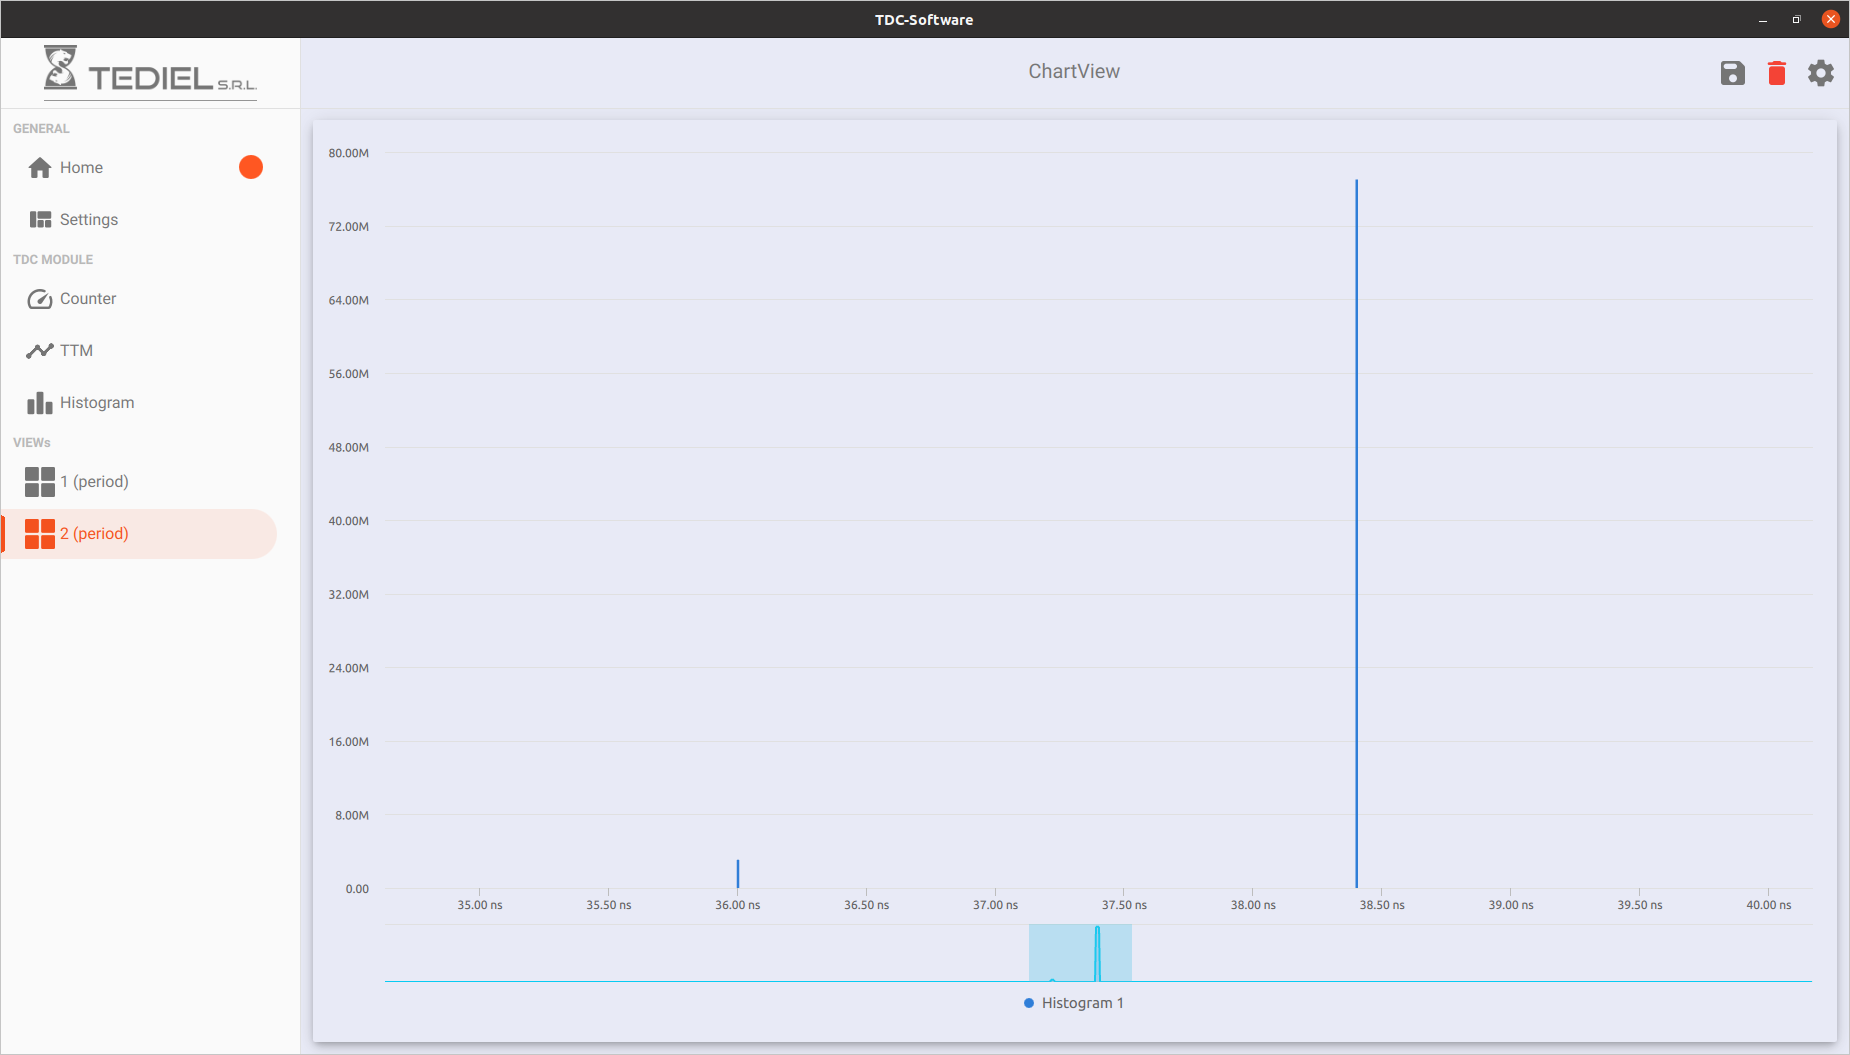 TDC-Software
TEDIEL S.R.L.
ChartView
GENERAL
Home
Settings
TDC MODULE
Counter
TTM
Histogram
VIEWs
1 (period)
2 (period)
80.00M
72.00M
64.00M
56.00M
48.00M
40.00M
32.00M
24.00M
16.00M
8.00M
0.00
35.00 ns 35.50 ns 36.00 ns 36.50 ns 37.00 ns 37.50 ns 38.00 ns 38.50 ns 39.00 ns 39.50 ns 40.00 ns
Histogram 1